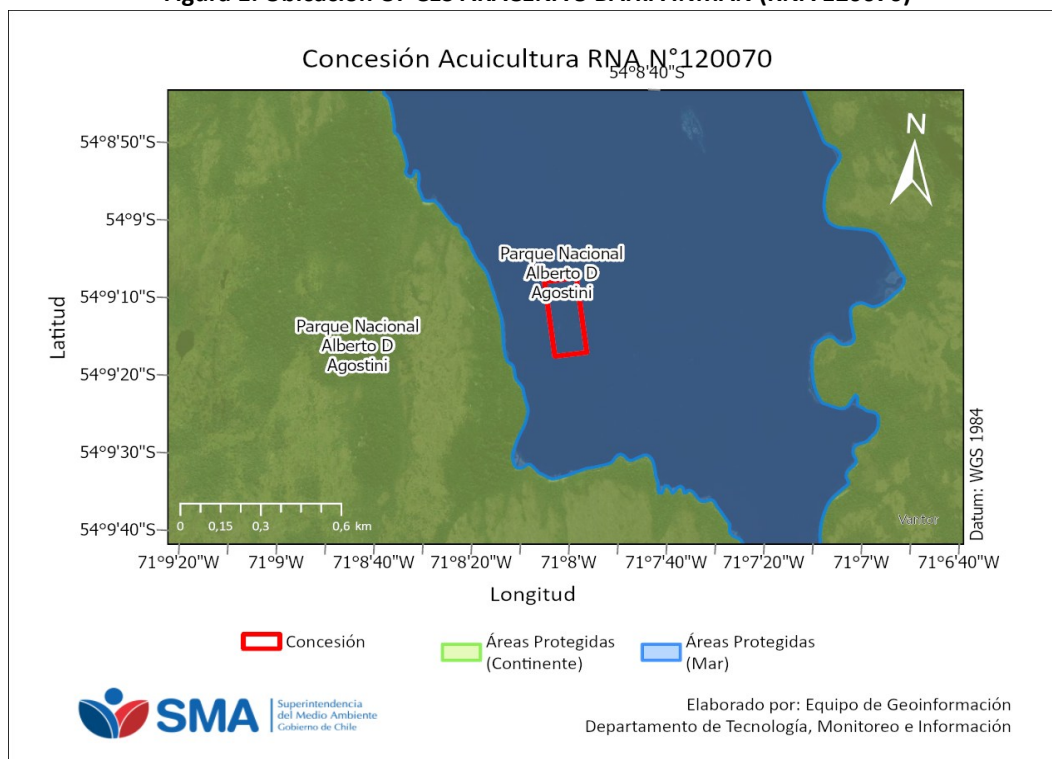 Concesión Acuicultura RNA N°120070
54°8'40"S
54°8'50"S
54°9'S
54°9'10"S
54°9'20"S
54°9'30"S
54°9'40"S
Latitud
N
Parque Nacional
Alberto D
Agostini
Parque Nacional
Alberto D
Agostini
0 0,15 0,3 0,6 km
Vantor
Datum: WGS 1984
71°9'20"W 71°9'W 71°8'40"W 71°8'20"W 71°8'W 71°7'40"W 71°7'20"W 71°7'W 71°6'40"W
Longitud
Concesión
Áreas Protegidas
(Continente)
Áreas Protegidas
(Mar)
SMA
Superintendencia
del Medio Ambiente
Gobierno de Chile
Elaborado por: Equipo de Geoinformación
Departamento de Tecnología, Monitoreo e Información